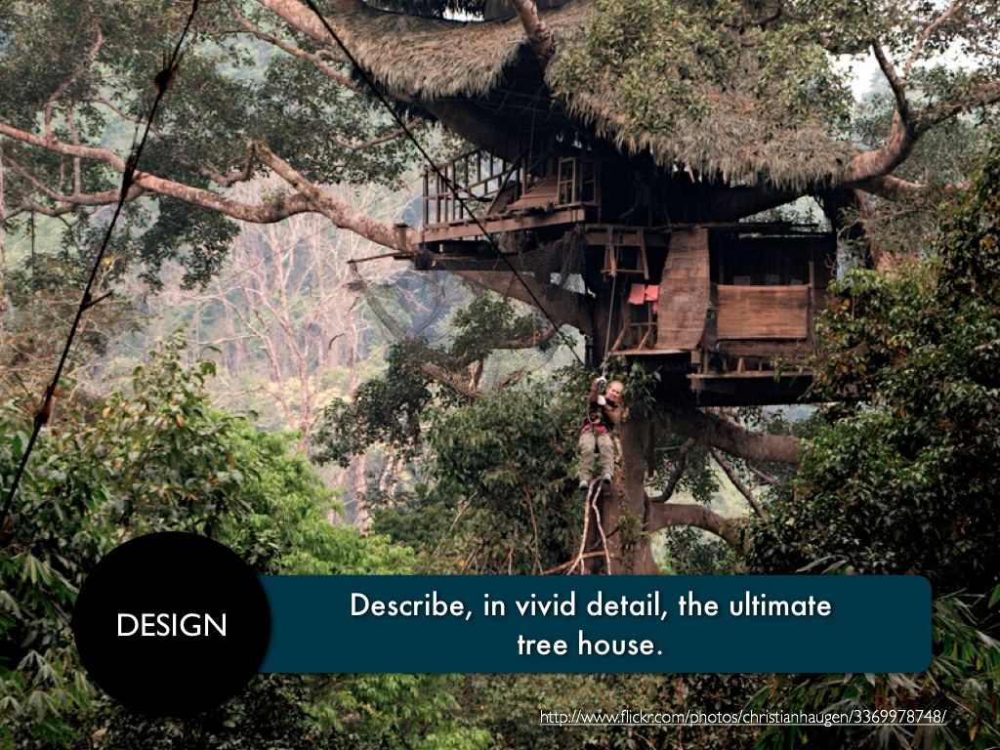 DESIGN
Describe, in vivid detail, the ultimate
tree house.
http://www.flickr.com/photos/christianhaugen/3369978748/